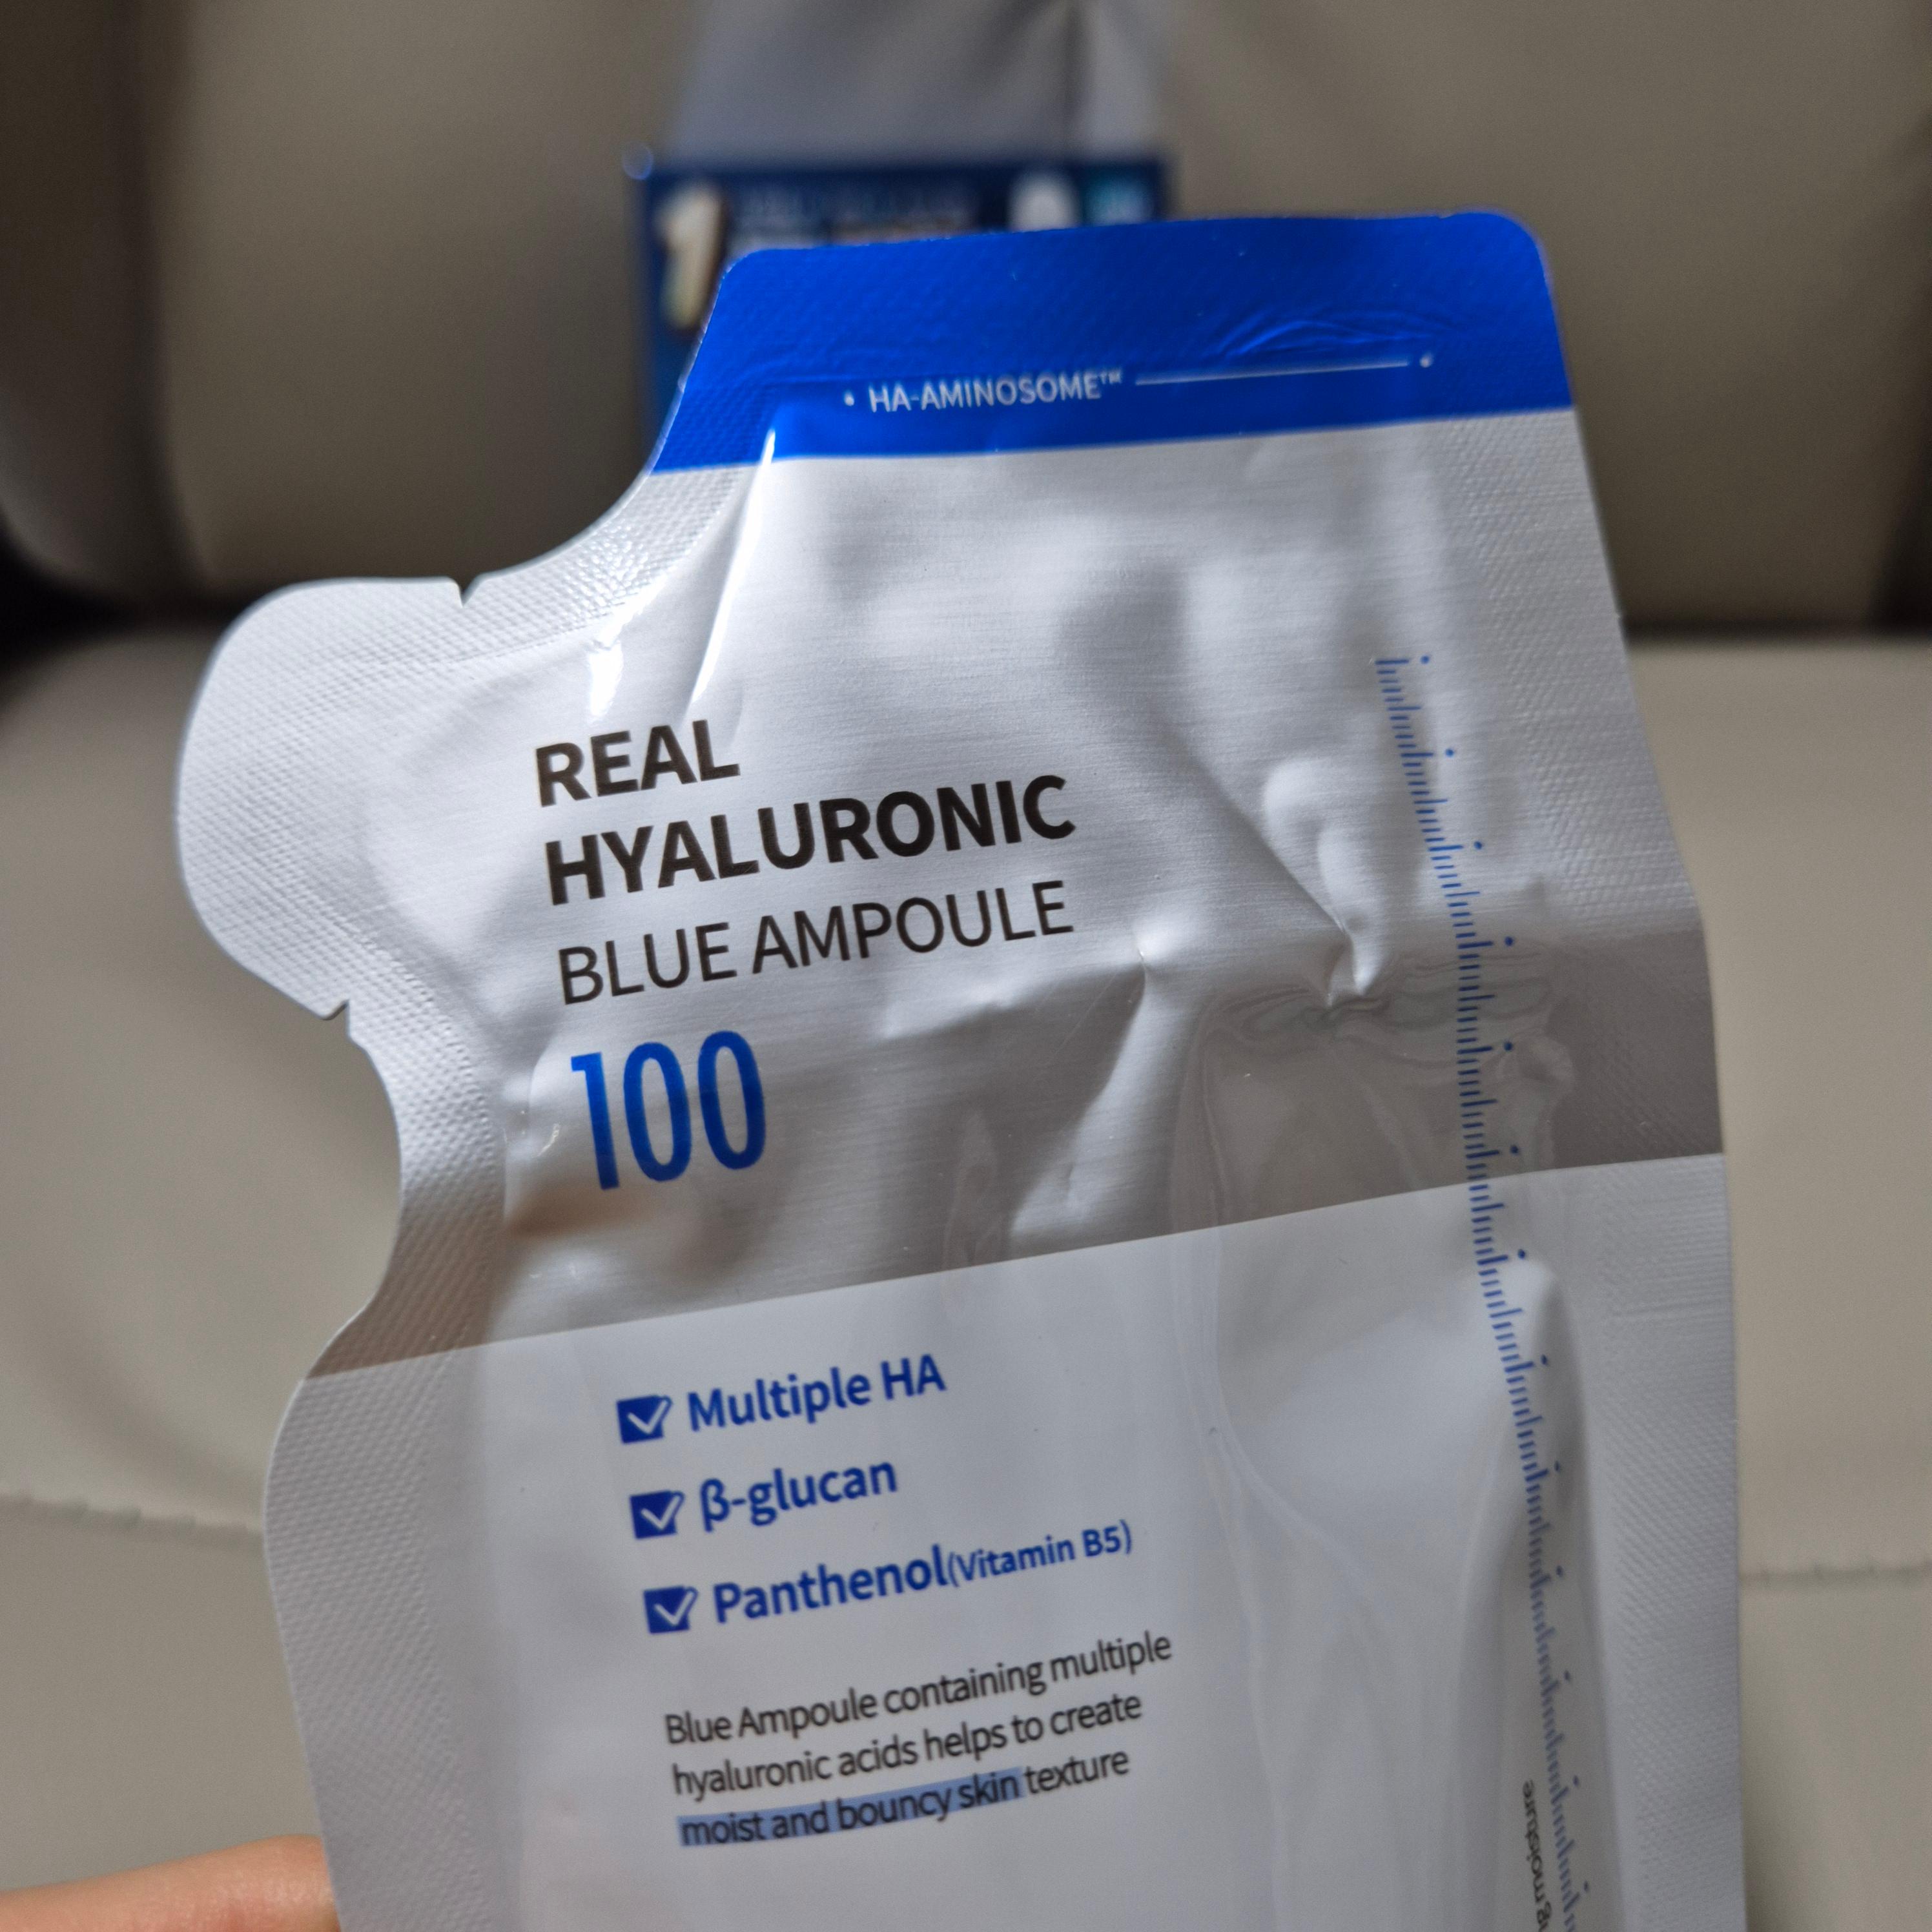 • HA-AMINOSOME™
REAL
HYALURONIC
BLUE AMPOULE
100
Multiple HA
β-glucan
Panthenol(Vitamin B5)
Blue Ampoule containing multiple
hyaluronic acids helps to create
moist and bouncy skin texture
moisture